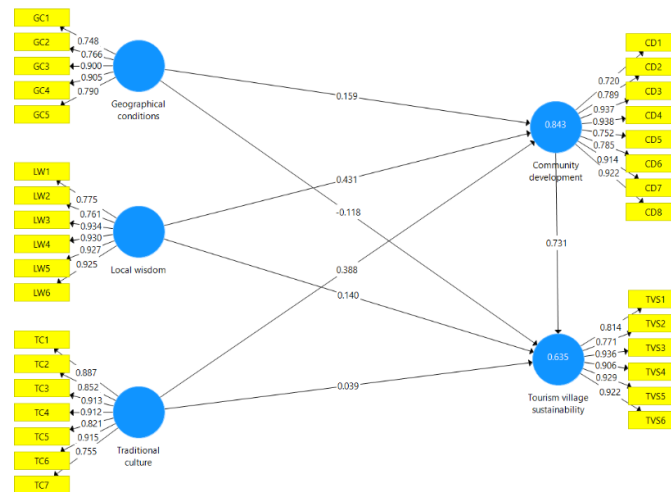 GC1
GC2
GC3
GC4
GC5
0.748
0.766
0.900
0.905
0.790
Geographical
conditions
LW1
LW2
LW3
LW4
LW5
LW6
0.775
0.761
0.934
0.930
0.927
0.925
Local wisdom
TC1
TC2
TC3
TC4
TC5
TC6
TC7
0.887
0.852
0.913
0.912
0.821
0.915
0.755
Traditional
culture
0.159
0.431
-0.118
0.388
0.140
0.039
0.731
0.843
Community
development
0.720
0.789
0.937
0.938
0.752
0.785
0.914
0.922
CD1
CD2
CD3
CD4
CD5
CD6
CD7
CD8
0.635
Tourism village
sustainability
0.814
0.771
0.936
0.906
0.929
0.922
TVS1
TVS2
TVS3
TVS4
TVS5
TVS6